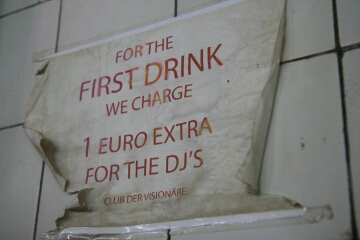 FOR THE
FIRST DRINK
WE CHARGE
1 EURO EXTRA
FOR THE DJ'S
CLUB DER VISIONÄRE